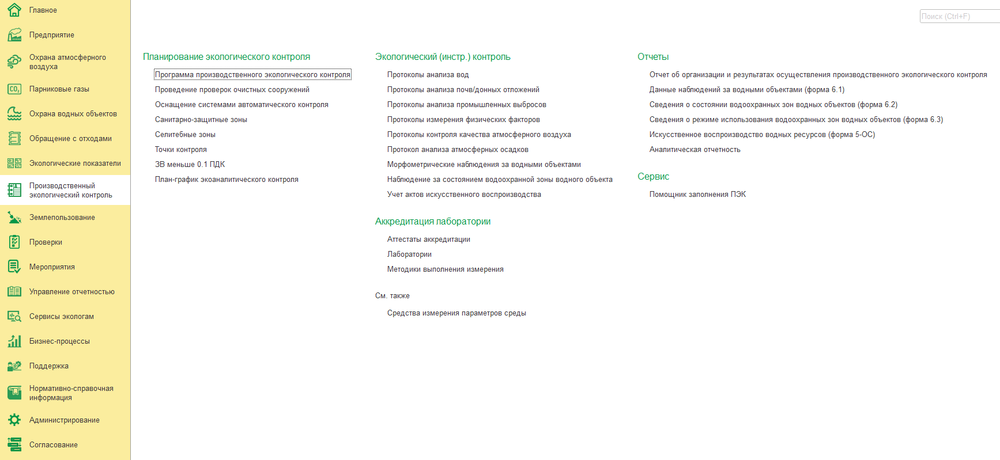 Главное
Предприятие
Охрана атмосферного
воздуха
CO₂
Парниковые газы
Охрана водных объектов
Обращение с отходами
Экологические показатели
Производственный
экологический контроль
Землепользование
Проверки
Мероприятия
Управление отчетностью
Сервисы экологам
Бизнес-процессы
Поддержка
Нормативно-справочная
информация
Администрирование
Согласование
Поиск (Ctrl+F)
Планирование экологического контроля
Программа производственного экологического контроля
Проведение проверок очистных сооружений
Оснащение системами автоматического контроля
Санитарно-защитные зоны
Селитебные зоны
Точки контроля
ЗВ меньше 0.1 ПДК
План-график экоаналитического контроля
Экологический (инстр.) контроль
Протоколы анализа вод
Протоколы анализа почв/донных отложений
Протоколы анализа промышленных выбросов
Протоколы измерения физических факторов
Протоколы контроля качества атмосферного воздуха
Протокол анализа атмосферных осадков
Морфометрические наблюдения за водными объектами
Наблюдение за состоянием водоохранной зоны водного объекта
Учет актов искусственного воспроизводства
Аккредитация лаборатории
Аттестаты аккредитации
Лаборатории
Методики выполнения измерения
См. также
Средства измерения параметров среды
Отчеты
Отчет об организации и результатах осуществления производственного экологического контроля
Данные наблюдений за водными объектами (форма 6.1)
Сведения о состоянии водоохранных зон водных объектов (форма 6.2)
Сведения о режиме использования водоохранных зон водных объектов (форма 6.3)
Искусственное воспроизводство водных ресурсов (форма 5-ОС)
Аналитическая отчетность
Сервис
Помощник заполнения ПЭК